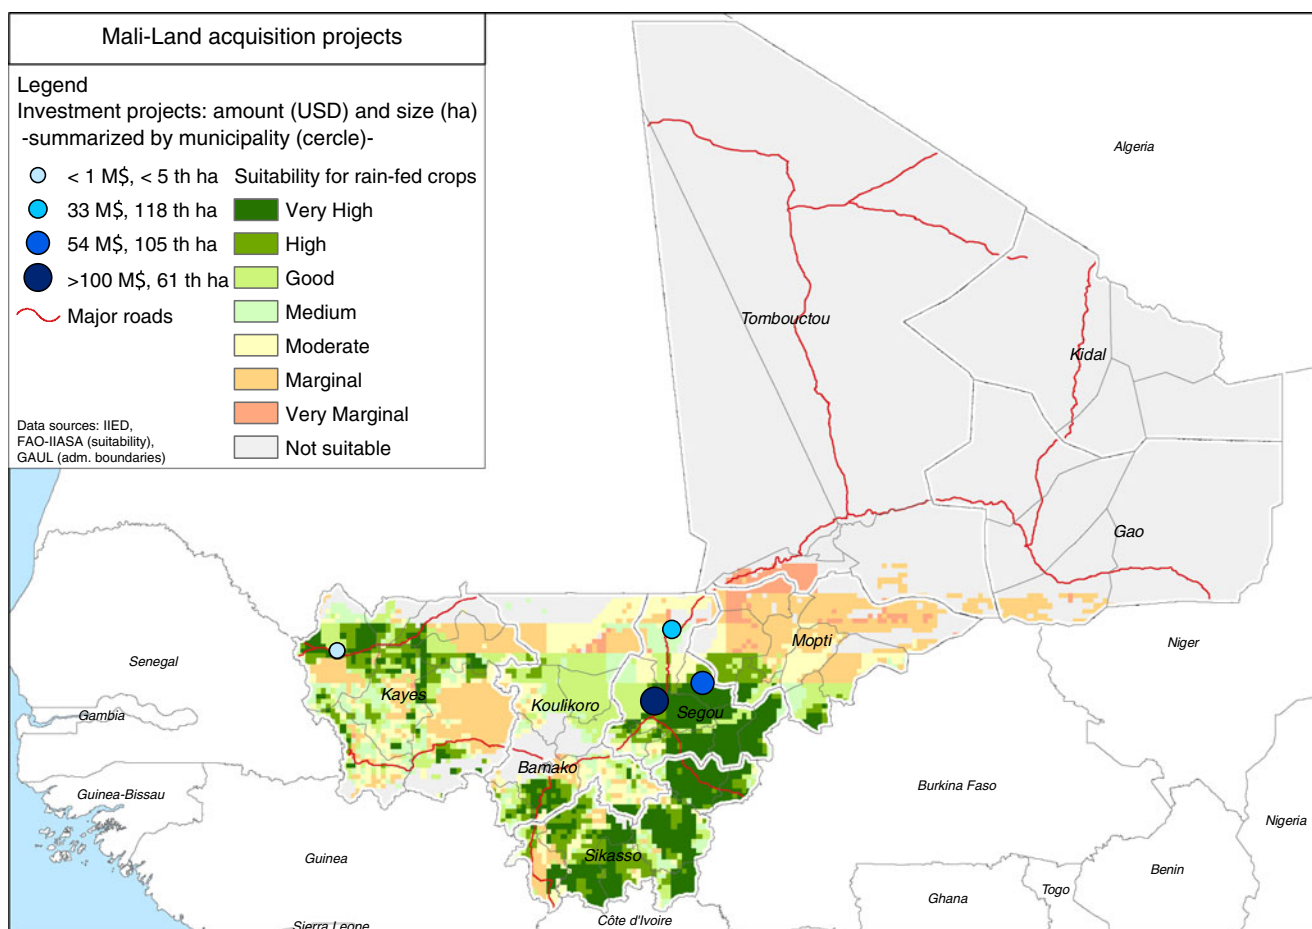 Mali-Land acquisition projects
Legend
Investment projects: amount (USD) and size (ha)
-summarized by municipality (cercle)-
< 1 M$, < 5 th ha
33 M$, 118 th ha
54 M$, 105 th ha
>100 M$, 61 th ha
Major roads
Suitability for rain-fed crops
Very High
High
Good
Medium
Moderate
Marginal
Very Marginal
Not suitable
Data sources: IIED,
FAO-IIASA (suitability),
GAUL (adm. boundaries)
Algeria
Tombouctou
Kidal
Gao
Mopti
Niger
Senegal
Kayes
Koulikoro
Segou
Gambia
Bamako
Guinea-Bissau
Burkina Faso
Nigeria
Guinea
Sikasso
Benin
Togo
Ghana
Côte d'Ivoire
Sierra Leone